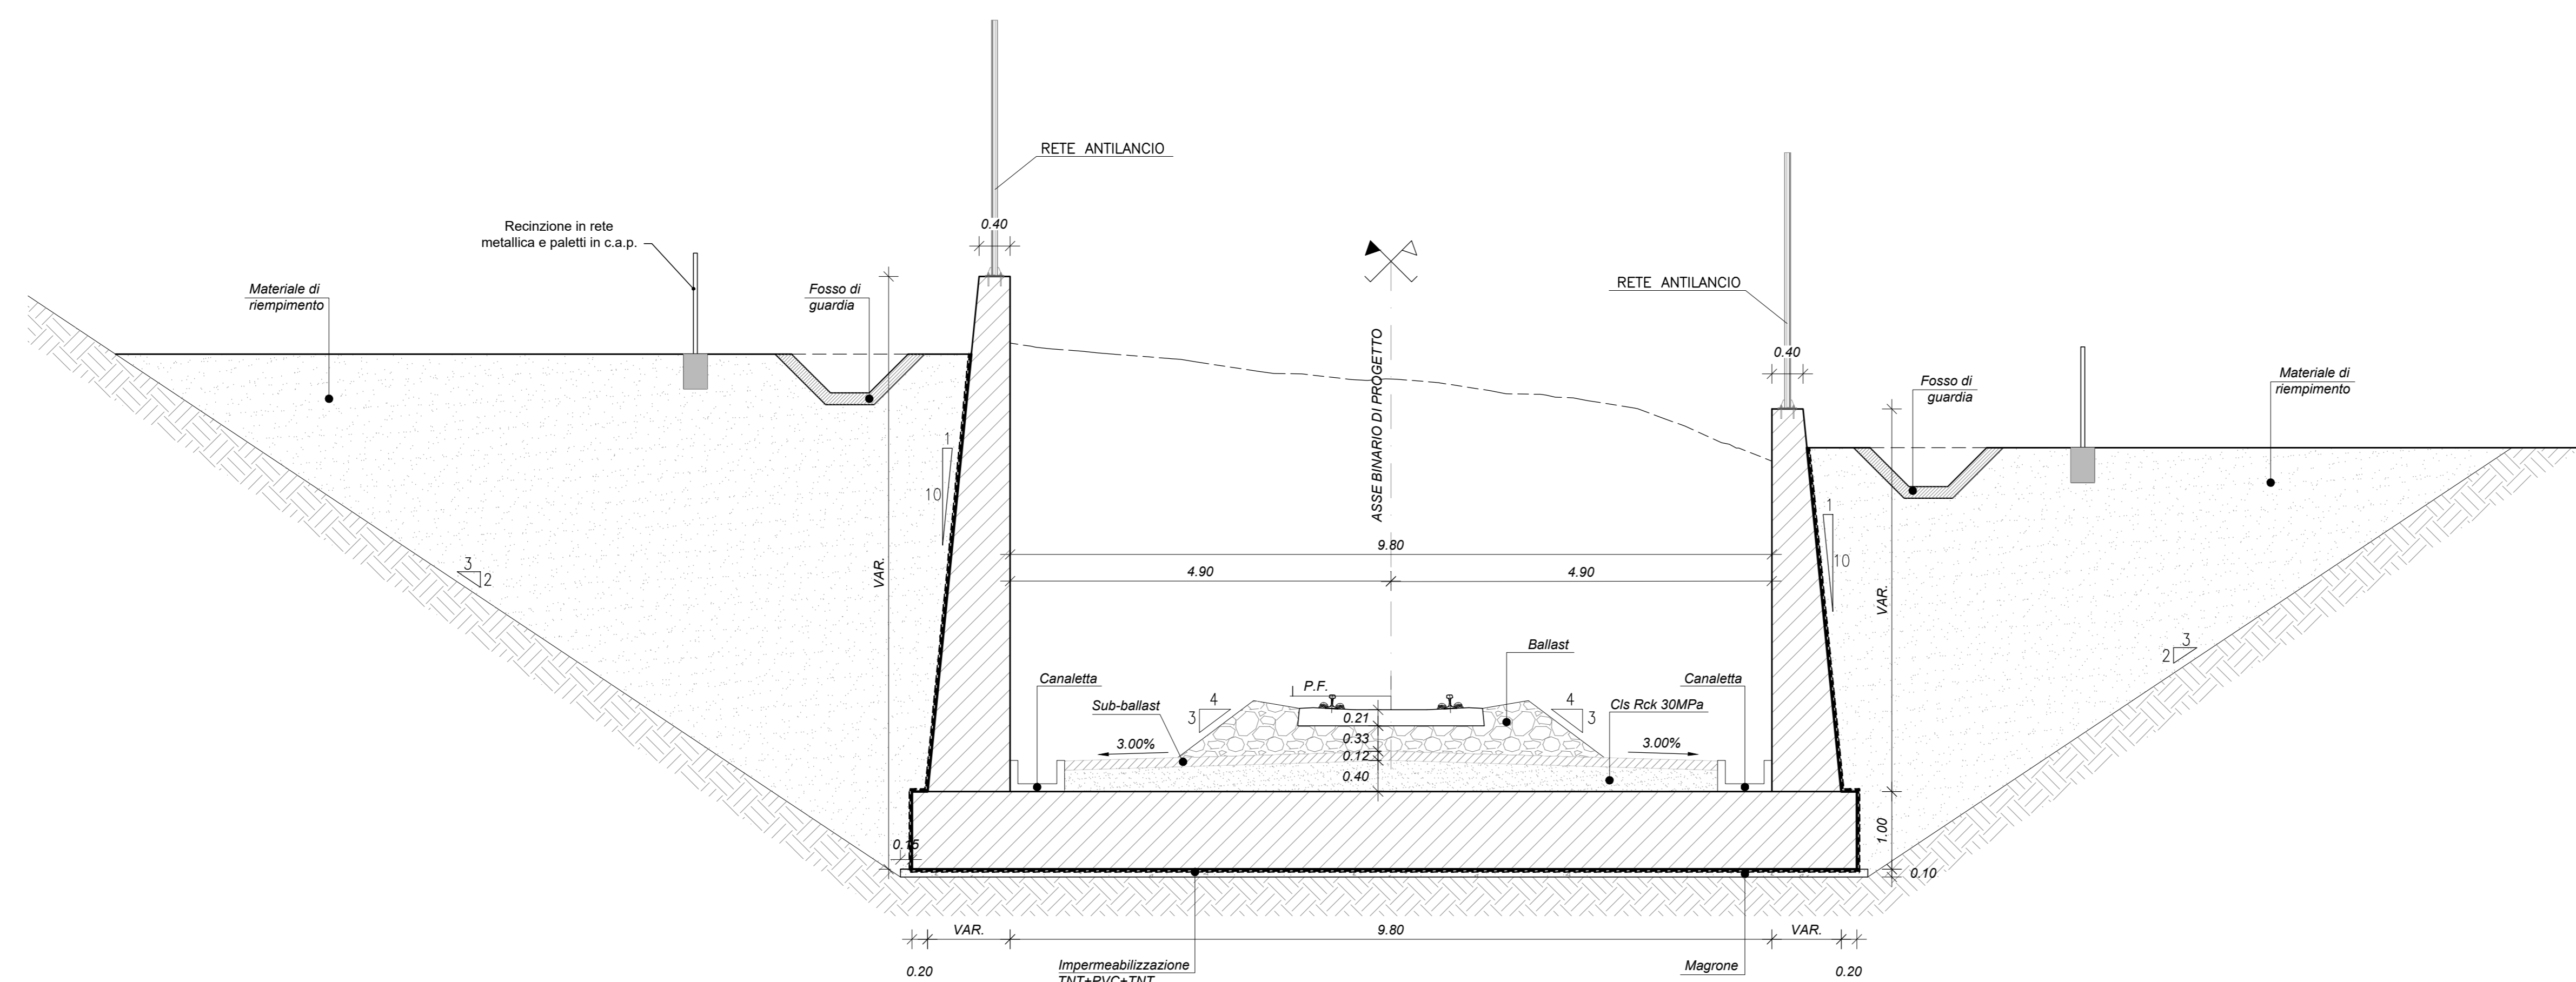 RETE ANTILANCIO
0.40
Recinzione in rete
metallica e paletti in c.a.p.
Materiale di
riempimento
Fosso di
guardia
RETE ANTILANCIO
0.40
ASSE BINARIO DI PROGETTO
Fosso di
guardia
Materiale di
riempimento
1
10
1
10
VAR.
9.80
4.90
4.90
VAR.
3
2
3
2
Ballast
Canaletta
Canaletta
P.F.
Sub-ballast
4
3
4
3
Cls Rck 30MPa
0.21
0.33
0.12
0.40
3.00%
3.00%
0.15
1.00
0.10
VAR.
9.80
VAR.
0.20
Impermeabilizzazione
TNT+PVC+TNT
Magrone
0.20